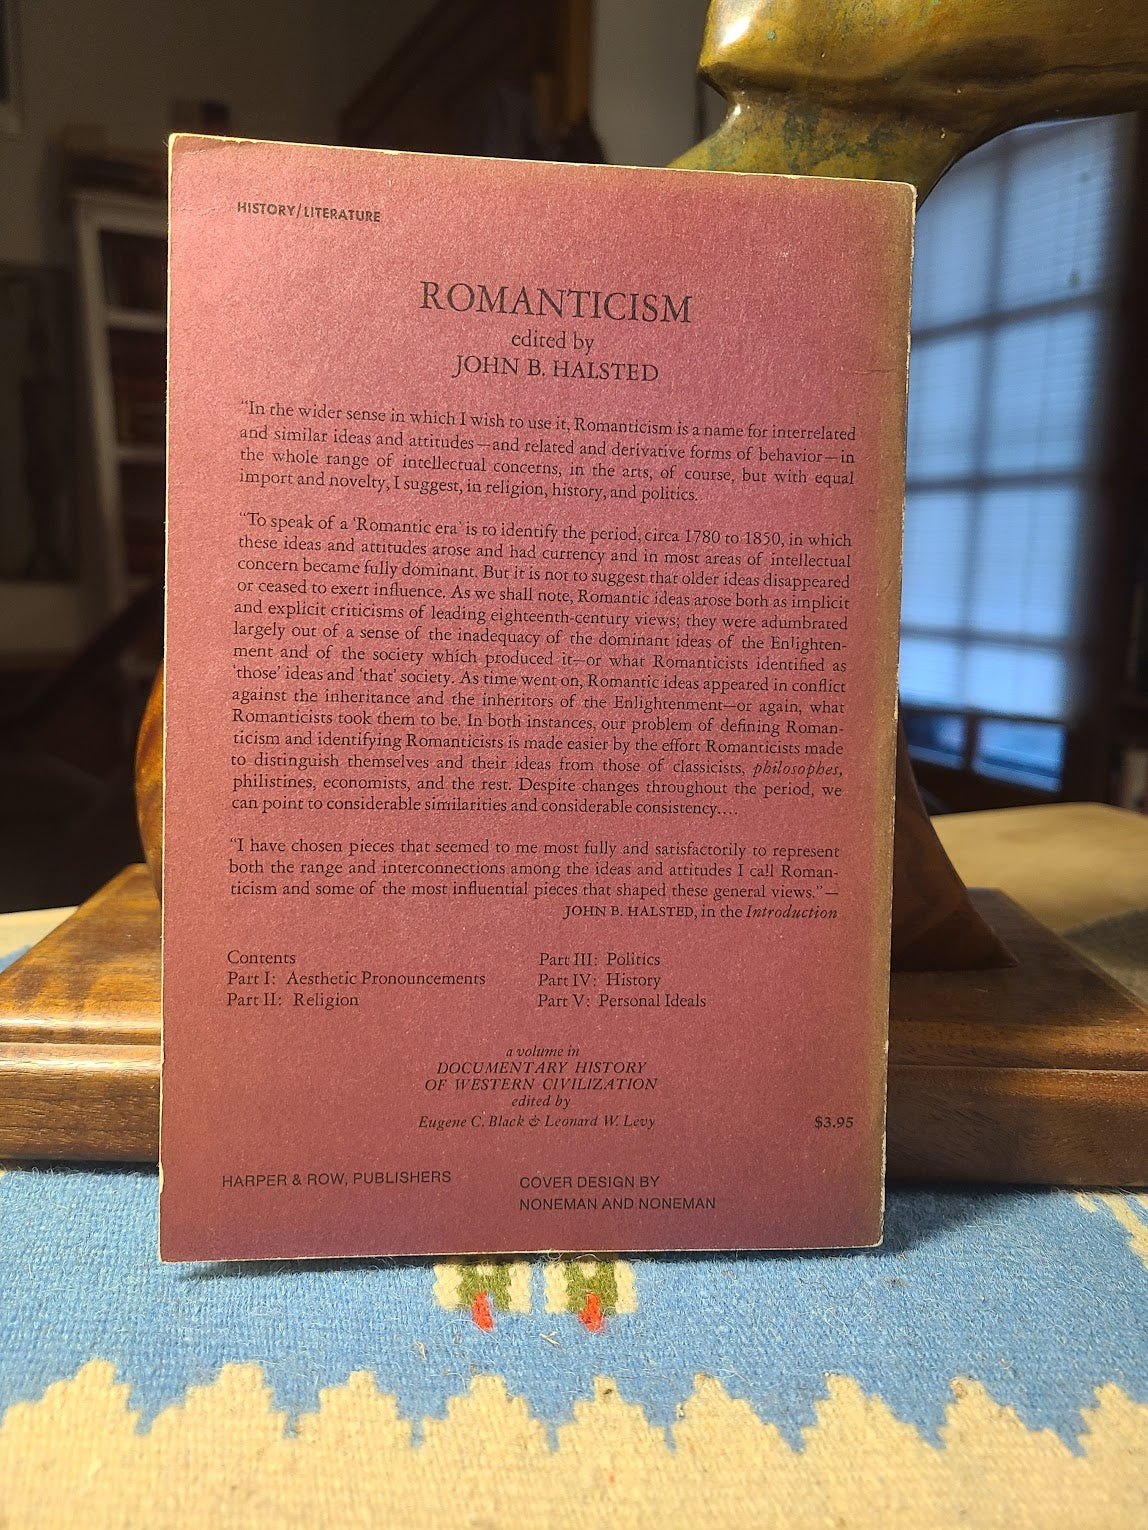 HISTORY/LITERATURE
ROMANTICISM
edited by
JOHN B. HALSTED
“In the wider sense in which I wish to use it, Romanticism is a name for interrelated
and similar ideas and attitudes—and related and derivative forms of behavior—in
the whole range of intellectual concerns, in the arts, of course, but with equal
import and novelty, I suggest, in religion, history, and politics.
“To speak of a ‘Romantic era’ is to identify the period, circa 1780 to 1850, in which
these ideas and attitudes arose and had currency and in most areas of intellectual
concern became fully dominant. But it is not to suggest that older ideas disappeared
or ceased to exert influence. As we shall note, Romantic ideas arose both as implicit
and explicit criticisms of leading eighteenth-century views; they were adumbrated
largely out of a sense of the inadequacy of the dominant ideas of the Enlighten-
ment and of the society which produced it—or what Romanticists identified as
‘those’ ideas and ‘that’ society. As time went on, Romantic ideas appeared in conflict
against the inheritance and the inheritors of the Enlightenment—or again, what
Romanticists took them to be. In both instances, our problem of defining Roman-
ticism and identifying Romanticists is made easier by the effort Romanticists made
to distinguish themselves and their ideas from those of classicists, philosophes,
philistines, economists, and the rest. Despite changes throughout the period, we
can point to considerable similarities and considerable consistency....
“I have chosen pieces that seemed to me most fully and satisfactorily to represent
both the range and interconnections among the ideas and attitudes I call Roman-
ticism and some of the most influential pieces that shaped these general views.”—
JOHN B. HALSTED, in the Introduction
Contents
Part I: Aesthetic Pronouncements
Part II: Religion
Part III: Politics
Part IV: History
Part V: Personal Ideals
a volume in
DOCUMENTARY HISTORY
OF WESTERN CIVILIZATION
edited by
Eugene C. Black & Leonard W. Levy
$3.95
HARPER & ROW, PUBLISHERS
COVER DESIGN BY
NONEMAN AND NONEMAN